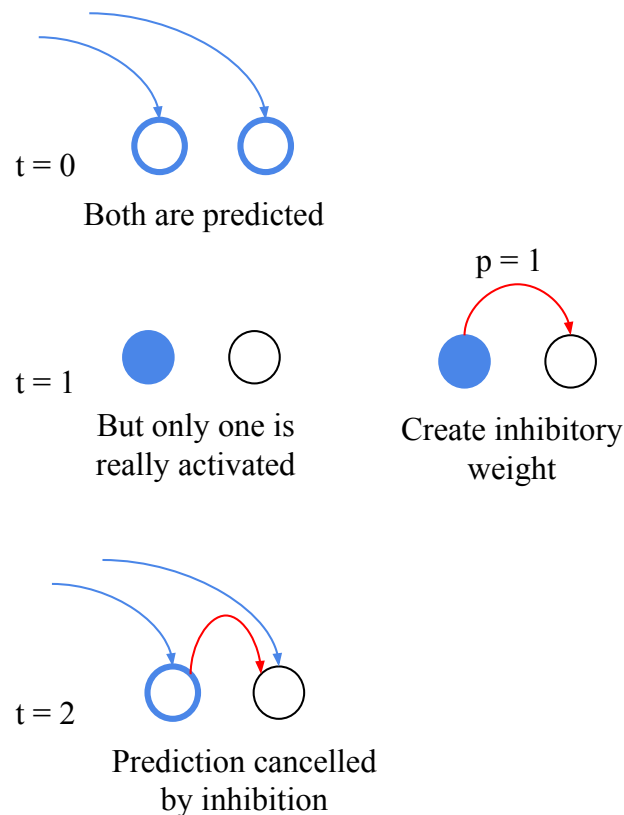 t = 0
Both are predicted
p = 1
t = 1
But only one is
really activated
Create inhibitory
weight
t = 2
Prediction cancelled
by inhibition